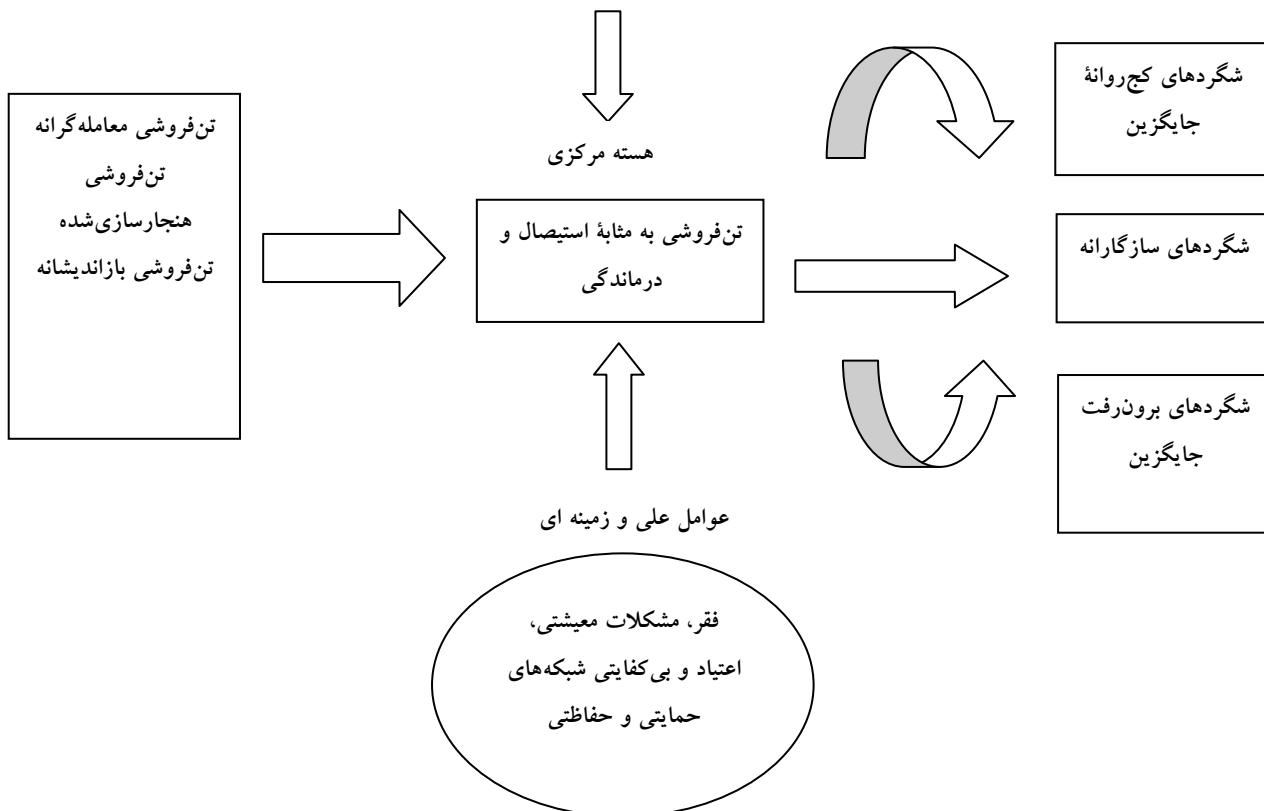 شگردهای کج‌روانۀ
جایگزین
تن‌فروشی معامله‌گرانه
تن‌فروشی
هنجارسازی‌شده
تن‌فروشی بازاندیشانه
هسته مرکزی
تن‌فروشی به مثابۀ استیصال و
درماندگی
شگردهای سازگارانه
شگردهای برون‌رفت
جایگزین
عوامل علی و زمینه ای
فقر، مشکلات معیشتی،
اعتیاد و بی‌کفایتی شبکه‌های
حمایتی و حفاظتی